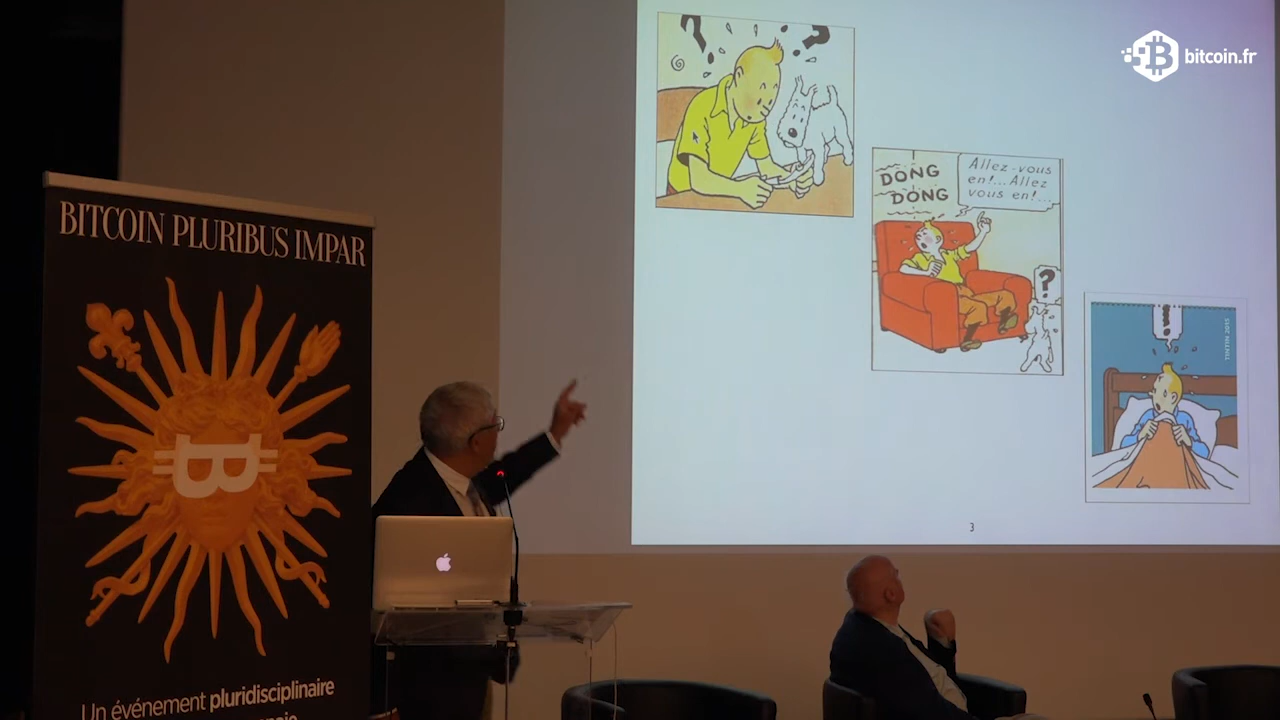 BITCOIN PLURIBUS IMPAR
Un événement pluridisciplinaire
? ?
DONG
DONG
Allez-vous
en!...Allez
vous en!...
?
3
bitcoin.fr